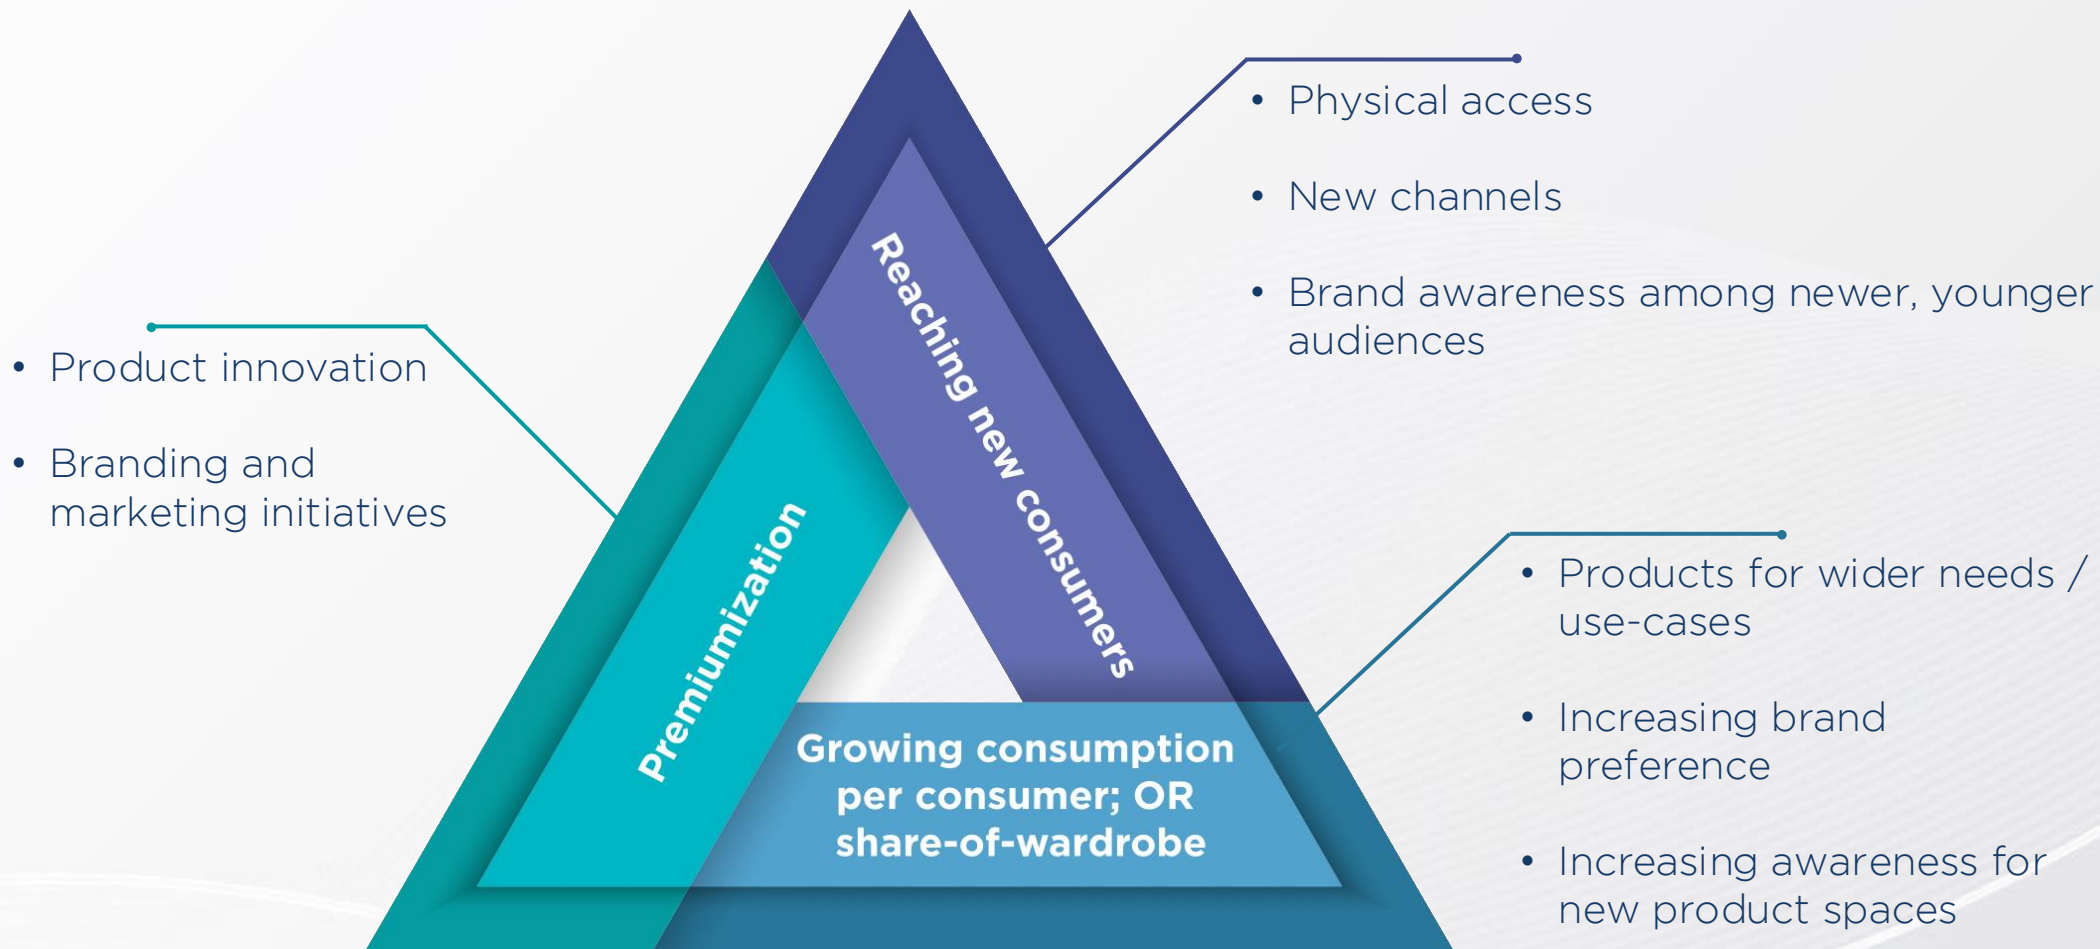 • Physical access
• New channels
• Brand awareness among newer, younger
audiences
• Product innovation
• Branding and
marketing initiatives
Reaching new consumers
Premiumization
Growing consumption
per consumer; OR
share-of-wardrobe
• Products for wider needs /
use-cases
• Increasing brand
preference
• Increasing awareness for
new product spaces